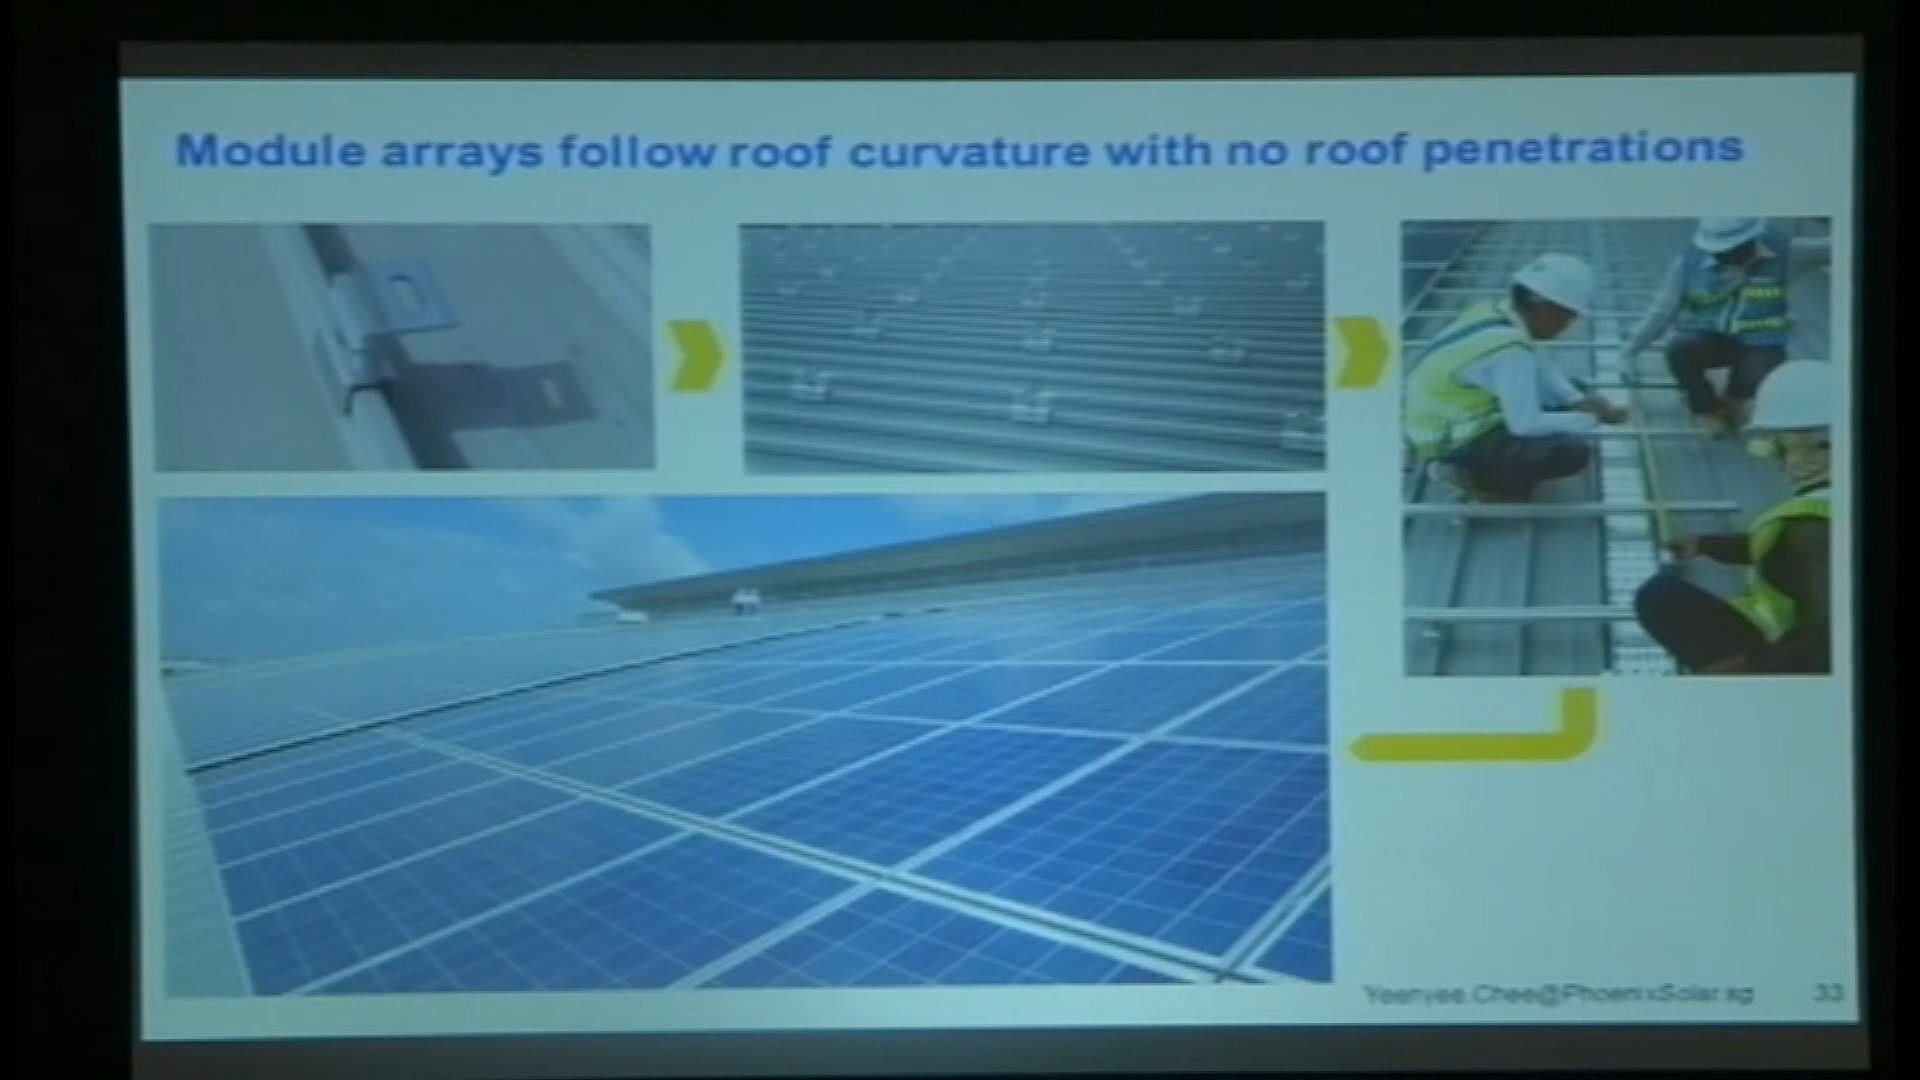 Module arrays follow roof curvature with no roof penetrations
Yeenyee.Chee@PhoenixSolar.sg 33